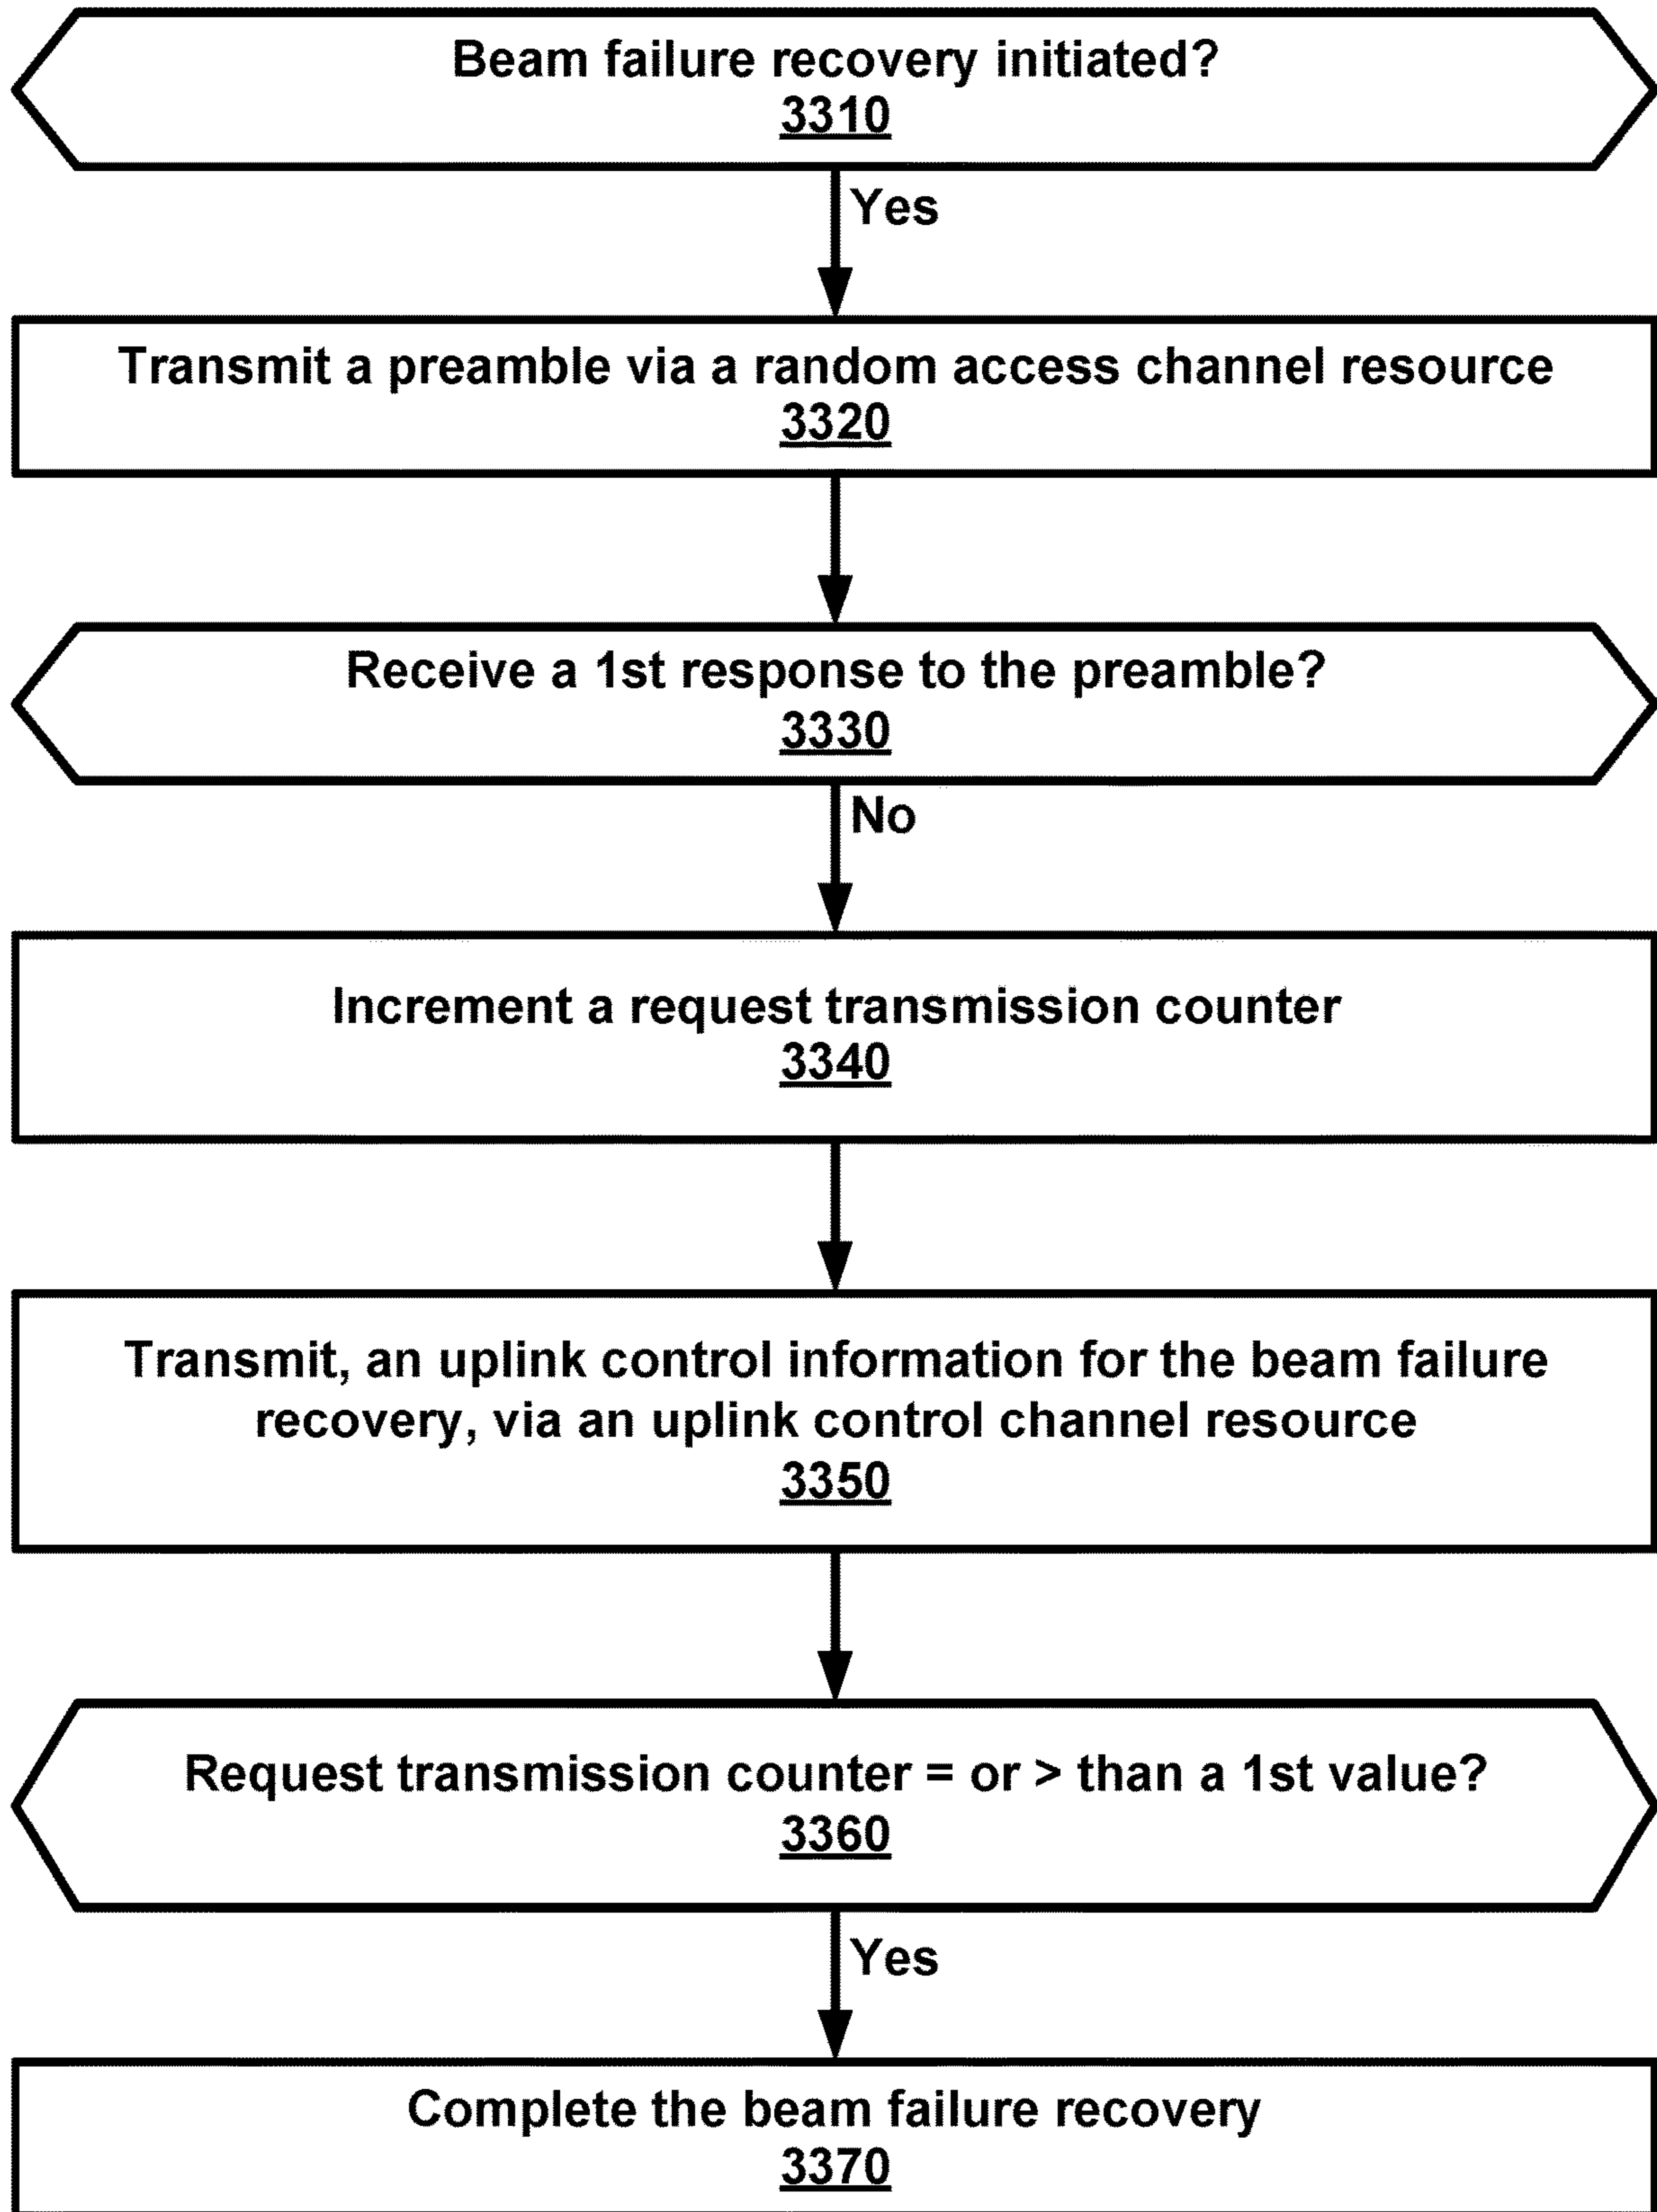 Beam failure recovery initiated?
3310
Yes
Transmit a preamble via a random access channel resource
3320
Receive a 1st response to the preamble?
3330
No
Increment a request transmission counter
3340
Transmit, an uplink control information for the beam failure
recovery, via an uplink control channel resource
3350
Request transmission counter = or > than a 1st value?
3360
Yes
Complete the beam failure recovery
3370